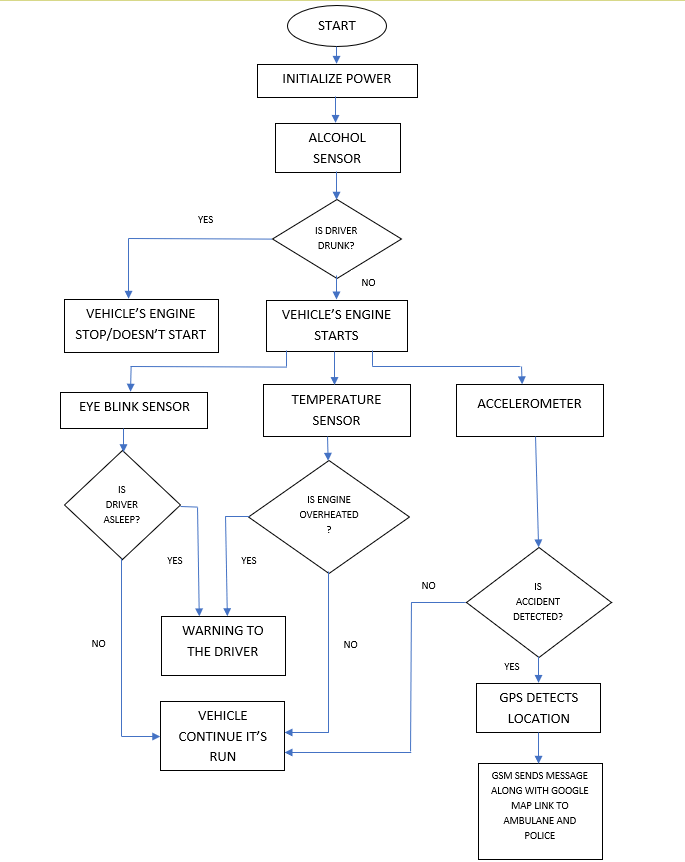 START
INITIALIZE POWER
ALCOHOL
SENSOR
YES
IS DRIVER
DRUNK?
NO
VEHICLE’S ENGINE
STOP/DOESN’T START
VEHICLE’S ENGINE
STARTS
EYE BLINK SENSOR
TEMPERATURE
SENSOR
ACCELEROMETER
IS
DRIVER
ASLEEP?
IS ENGINE
OVERHEATED
?
YES
YES
NO
IS
ACCIDENT
DETECTED?
NO
WARNING TO
THE DRIVER
NO
YES
VEHICLE
CONTINUE IT’S
RUN
GPS DETECTS
LOCATION
GSM SENDS MESSAGE
ALONG WITH GOOGLE
MAP LINK TO
AMBULANE AND
POLICE